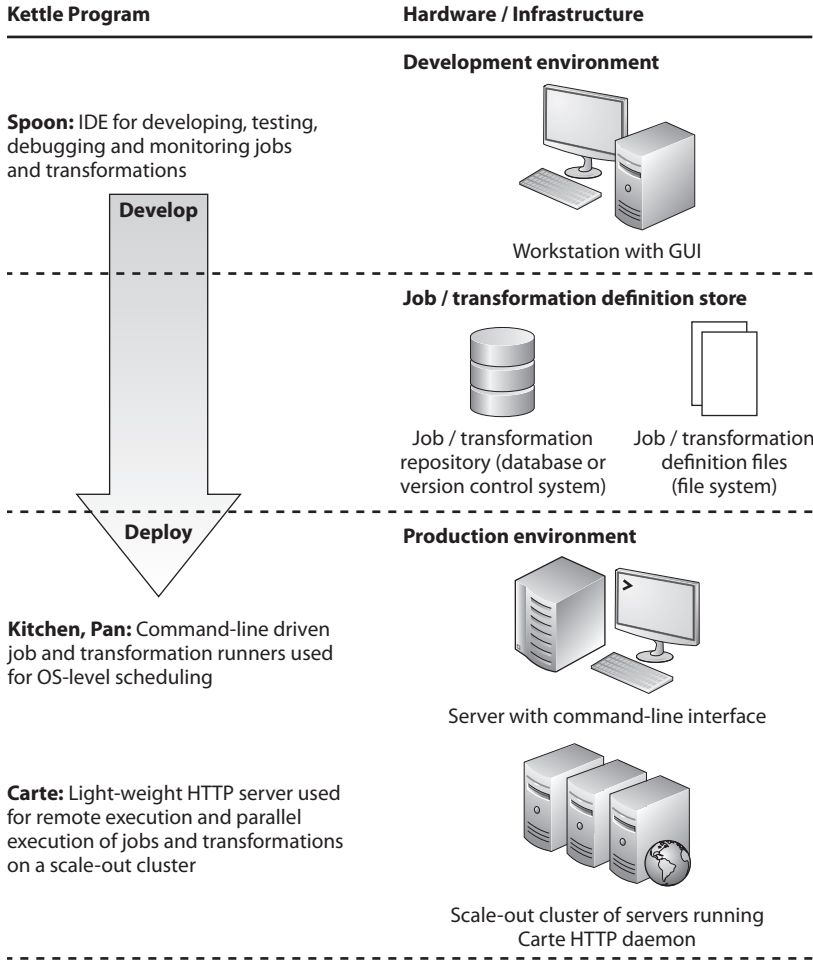 Kettle Program
Hardware / Infrastructure
Development environment
Spoon: IDE for developing, testing,
debugging and monitoring jobs
and transformations
Develop
Workstation with GUI
Job / transformation definition store
Job / transformation
repository (database or
version control system)
Job / transformation
definition files
(file system)
Deploy
Production environment
>
Kitchen, Pan: Command-line driven
job and transformation runners used
for OS-level scheduling
Server with command-line interface
Carte: Light-weight HTTP server used
for remote execution and parallel
execution of jobs and transformations
on a scale-out cluster
Scale-out cluster of servers running
Carte HTTP daemon